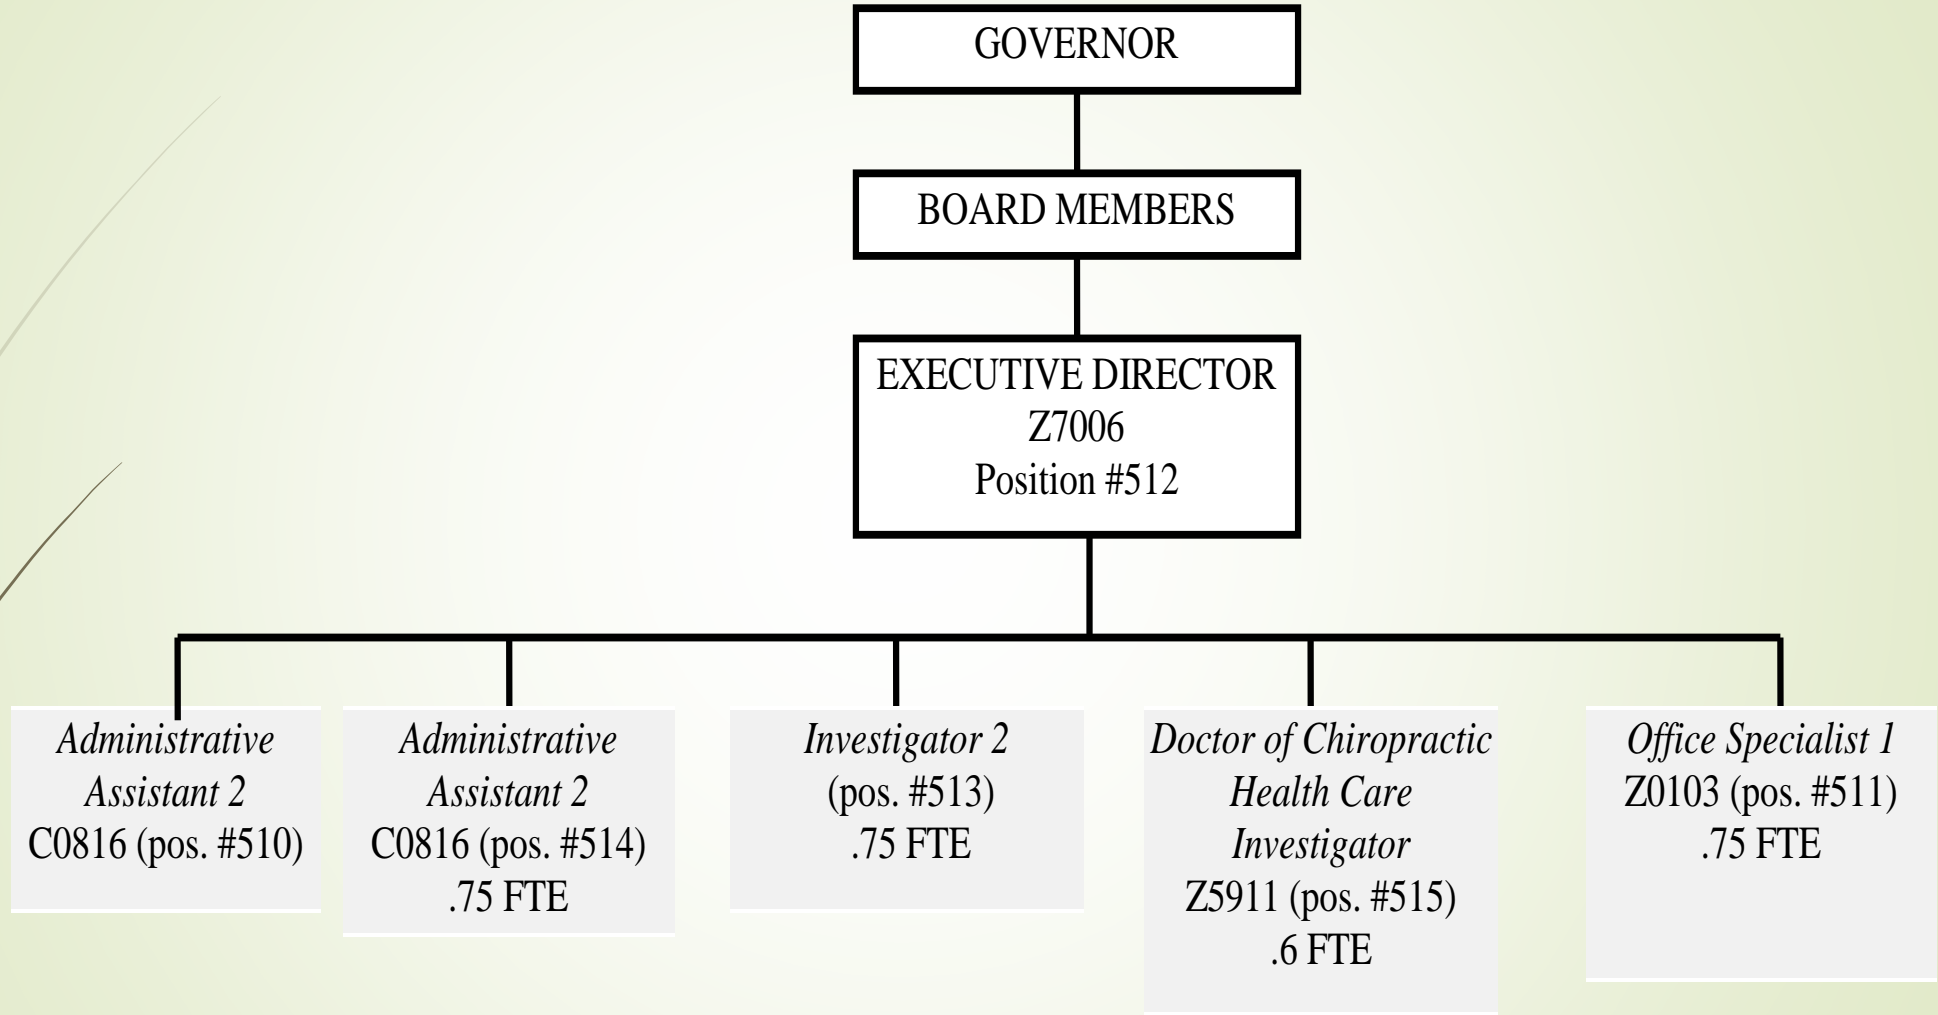 GOVERNOR
BOARD MEMBERS
EXECUTIVE DIRECTOR
Z7006
Position #512
Administrative
Assistant 2
C0816 (pos. #510)
Administrative
Assistant 2
C0816 (pos. #514)
.75 FTE
Investigator 2
(pos. #513)
.75 FTE
Doctor of Chiropractic
Health Care
Investigator
Z5911 (pos. #515)
.6 FTE
Office Specialist 1
Z0103 (pos. #511)
.75 FTE